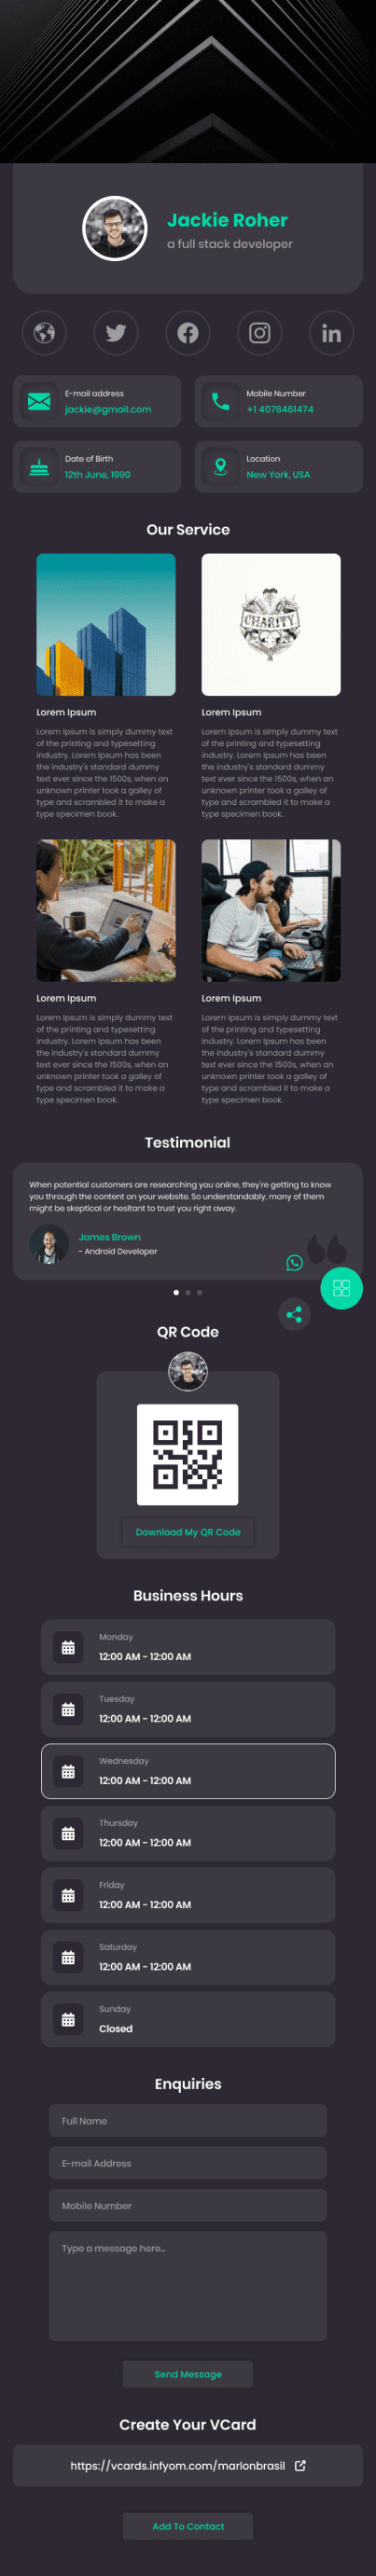 Jackie Roher
a full stack developer
E-mail address
jackie@gmail.com
Mobile Number
+1 4078461474
Date of Birth
12th June, 1990
Location
New York, USA
Our Service
CHARITY
Lorem Ipsum
Lorem Ipsum is simply dummy text
of the printing and typesetting
industry. Lorem Ipsum has been
the industry's standard dummy
text ever since the 1500s, when an
unknown printer took a galley of
type and scrambled it to make a
type specimen book.
Lorem Ipsum
Lorem Ipsum is simply dummy text
of the printing and typesetting
industry. Lorem Ipsum has been
the industry's standard dummy
text ever since the 1500s, when an
unknown printer took a galley of
type and scrambled it to make a
type specimen book.
Lorem Ipsum
Lorem Ipsum is simply dummy text
of the printing and typesetting
industry. Lorem Ipsum has been
the industry's standard dummy
text ever since the 1500s, when an
unknown printer took a galley of
type and scrambled it to make a
type specimen book.
Lorem Ipsum
Lorem Ipsum is simply dummy text
of the printing and typesetting
industry. Lorem Ipsum has been
the industry's standard dummy
text ever since the 1500s, when an
unknown printer took a galley of
type and scrambled it to make a
type specimen book.
Testimonial
When potential customers are researching you online, they're getting to know
you through the content on your website. So understandably, many of them
might be skeptical or hesitant to trust you right away.
James Brown
- Android Developer
QR Code
Download My QR Code
Business Hours
Monday
12:00 AM - 12:00 AM
Tuesday
12:00 AM - 12:00 AM
Wednesday
12:00 AM - 12:00 AM
Thursday
12:00 AM - 12:00 AM
Friday
12:00 AM - 12:00 AM
Saturday
12:00 AM - 12:00 AM
Sunday
Closed
Enquiries
Full Name
E-mail Address
Mobile Number
Type a message here...
Send Message
Create Your VCard
https://vcards.infyom.com/marlonbrasil
Add To Contact